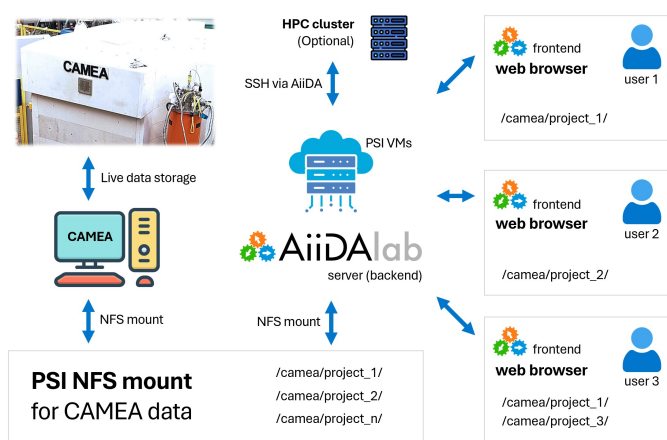 CAMEA
Live data storage
CAMEA
NFS mount
PSI NFS mount
for CAMEA data
HPC cluster
(Optional)
SSH via AiiDA
PSI VMs
AiiDAlab
server (backend)
NFS mount
/camea/project_1/
/camea/project_2/
/camea/project_n/
frontend
web browser
user 1
/camea/project_1/
frontend
web browser
user 2
/camea/project_2/
frontend
web browser
user 3
/camea/project_1/
/camea/project_3/